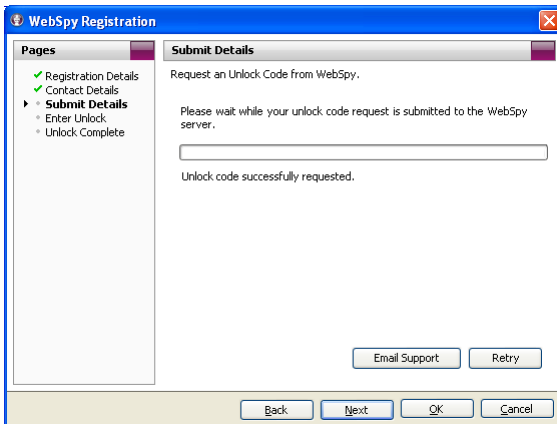 WebSpy Registration
Pages
Registration Details
Contact Details
Submit Details
Enter Unlock
Unlock Complete
Submit Details
Request an Unlock Code from WebSpy.
Please wait while your unlock code request is submitted to the WebSpy
server.
Unlock code successfully requested.
Email Support
Retry
Back
Next
OK
Cancel